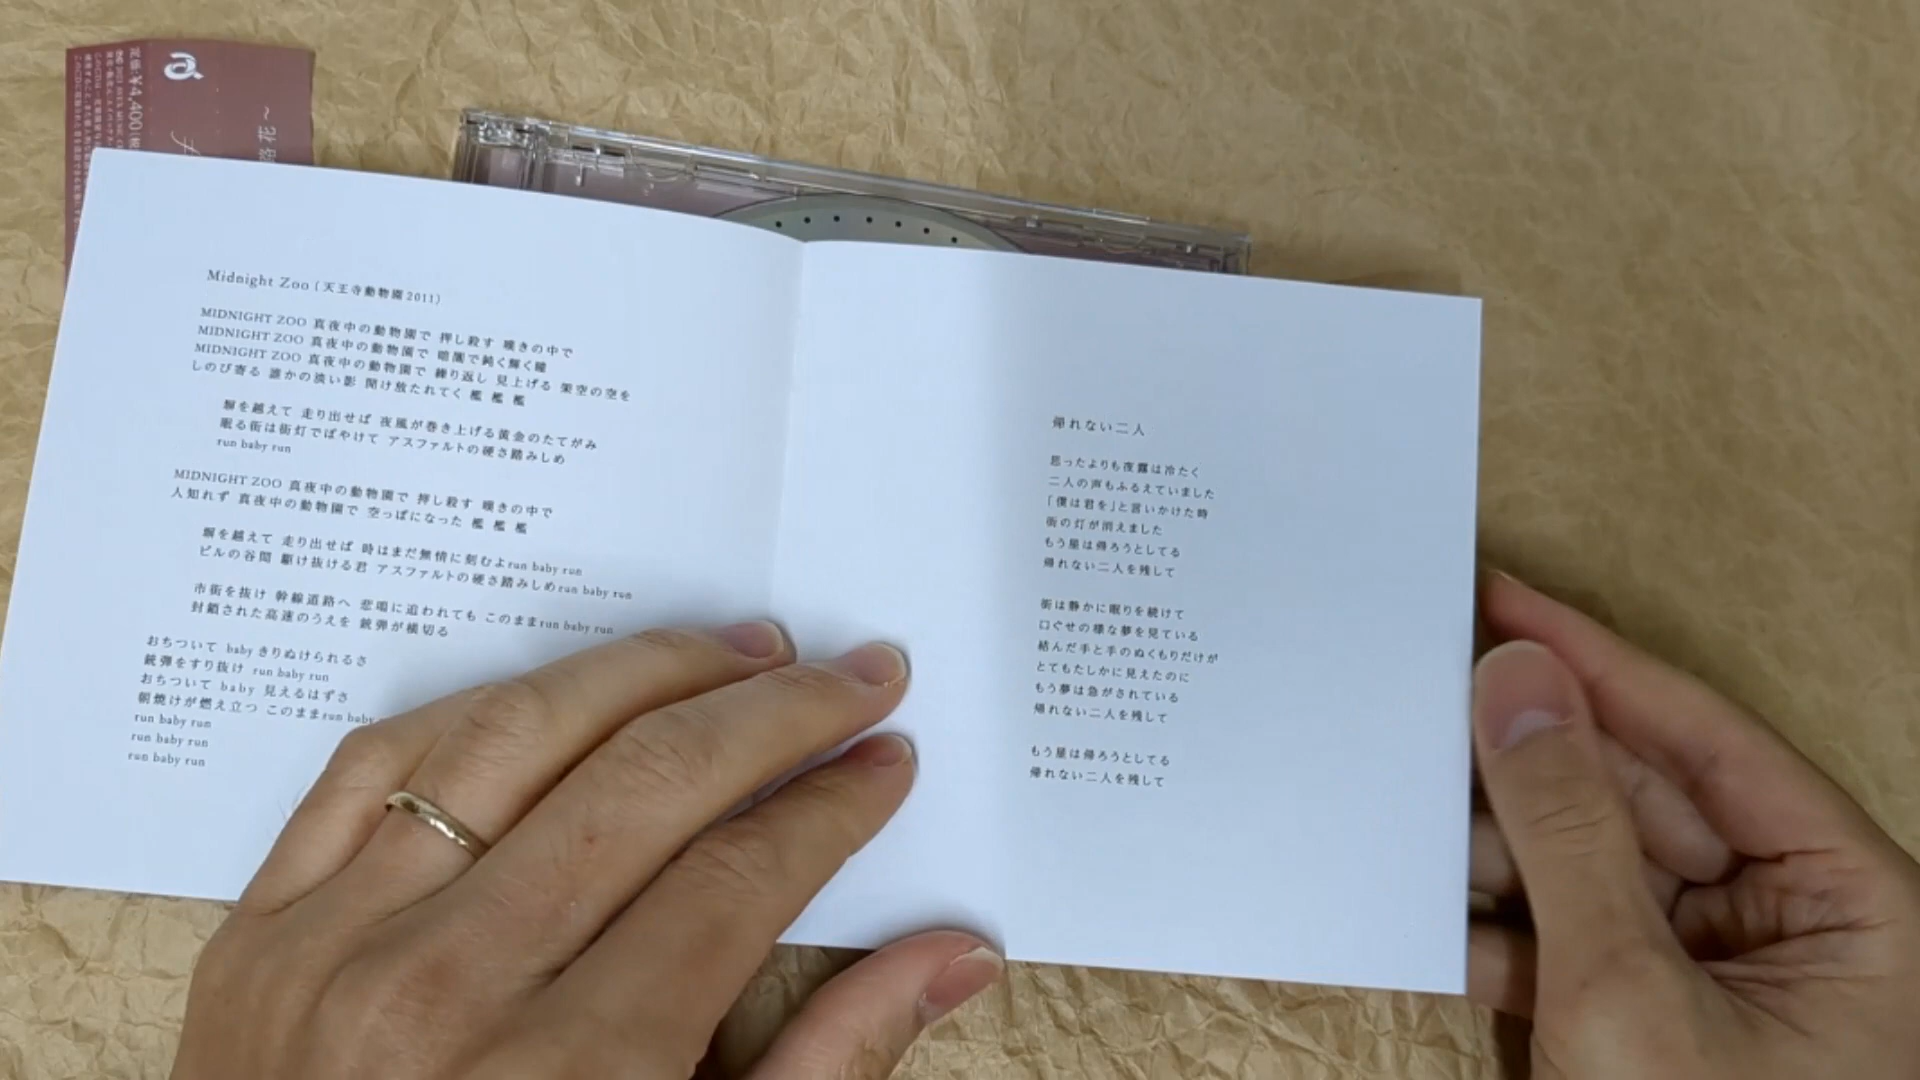 定価：¥4,400(税
～花
Midnight Zoo（天王寺動物園2011）
MIDNIGHT ZOO 真夜中の動物園で 押し殺す 嘆きの中で
MIDNIGHT ZOO 真夜中の動物園で 暗闇で鈍く輝く瞳
MIDNIGHT ZOO 真夜中の動物園で 繰り返し 見上げる 架空の空を
しのび寄る 誰かの淡い影 開け放たれてく 檻 檻 檻
塀を越えて 走り出せば 夜風が巻き上げる黄金のたてがみ
眠る街は街灯でぼやけて アスファルトの硬さ踏みしめ
run baby run
MIDNIGHT ZOO 真夜中の動物園で 押し殺す 嘆きの中で
人知れず 真夜中の動物園で 空っぽになった 檻 檻 檻
塀を越えて 走り出せば 時はまだ無情に刻むよrun baby run
ビルの谷間 駆け抜ける君 アスファルトの硬さ踏みしめrun baby run
市街を抜け 幹線道路へ 悲鳴に追われても このままrun baby run
封鎖された高速のうえを 銃弾が横切る
おちついて baby きりぬけられるさ
銃弾をすり抜け run baby run
おちついて baby 見えるはずさ
朝焼けが燃え立つ このままrun baby
run baby run
run baby run
run baby run
帰れない二人
思ったよりも夜露は冷たく
二人の声もふるえていました
「僕は君を」と言いかけた時
街の灯が消えました
もう星は帰ろうとしてる
帰れない二人を残して
街は静かに眠りを続けて
口ぐせの様な夢を見ている
結んだ手と手のぬくもりだけが
とてもたしかに見えたのに
もう夢は急がされている
帰れない二人を残して
もう星は帰ろうとしてる
帰れない二人を残して